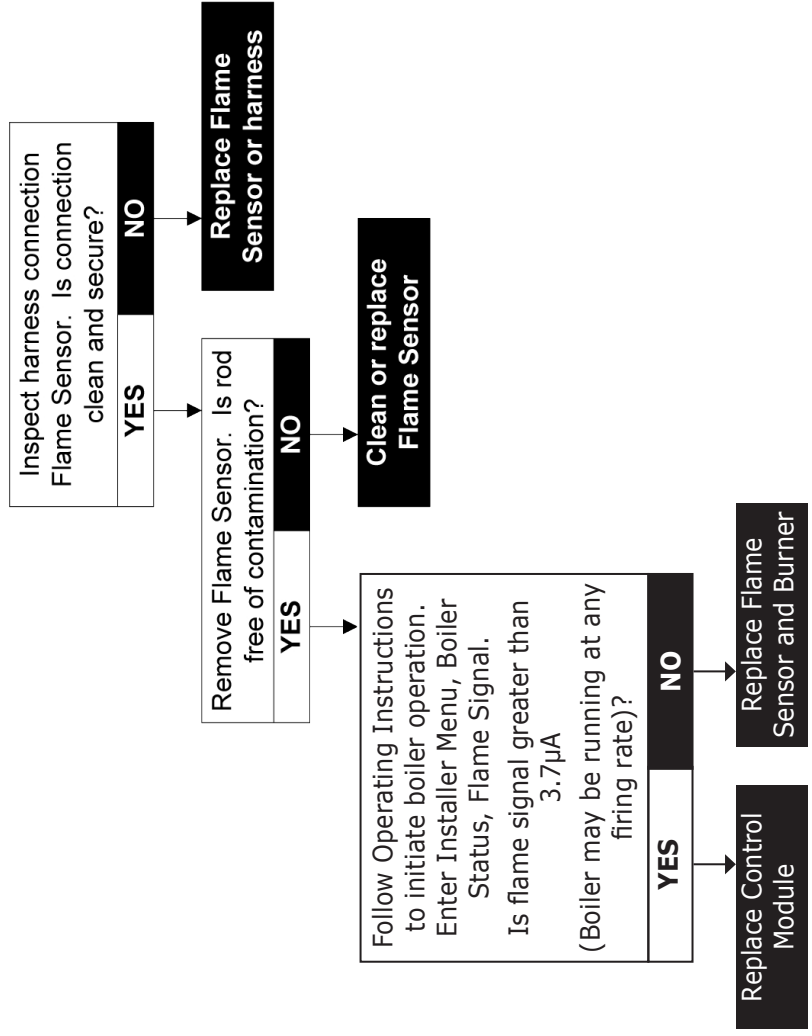 Inspect harness connection
Flame Sensor. Is connection
clean and secure?
YES
NO
Replace Flame
Sensor or harness
Remove Flame Sensor. Is rod
free of contamination?
YES
NO
Clean or replace
Flame Sensor
Follow Operating Instructions
to initiate boiler operation.
Enter Installer Menu, Boiler
Status, Flame Signal.
Is flame signal greater than
3.7µA
(Boiler may be running at any
firing rate)?
YES
NO
Replace Control
Module
Replace Flame
Sensor and Burner